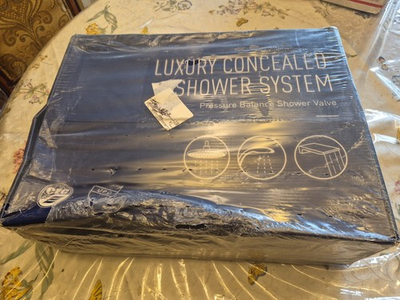 LUXURY CONCEALED
SHOWER SYSTEM
Pressure Balance Shower Valve